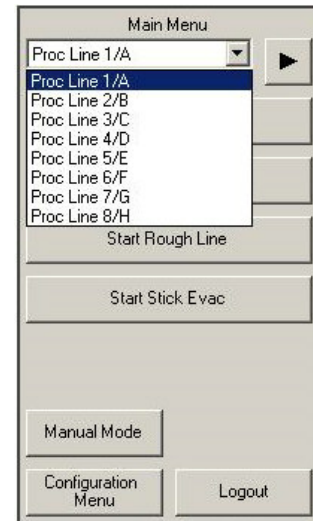 Main Menu
Proc Line 1/A
Proc Line 1/A
Proc Line 2/B
Proc Line 3/C
Proc Line 4/D
Proc Line 5/E
Proc Line 6/F
Proc Line 7/G
Proc Line 8/H
Start Rough Line
Start Stick Evac
Manual Mode
Configuration
Menu
Logout